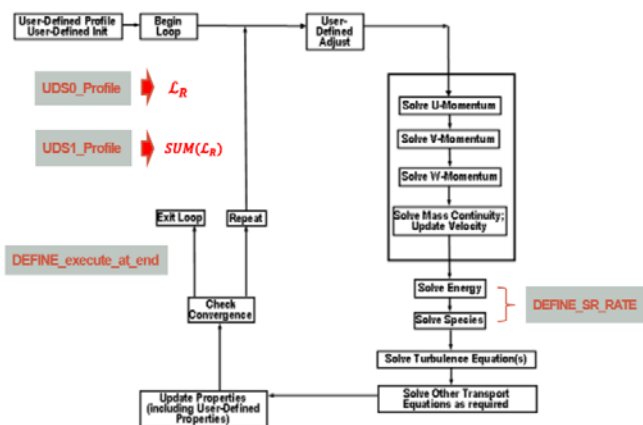 User-Defined Profile
User-Defined Init
Begin
Loop
User-
Defined
Adjust
UDS0_Profile
ℒ_R
UDS1_Profile
SUM(ℒ_R)
Solve U-Momentum
Solve V-Momentum
Solve W-Momentum
Solve Mass Continuity;
Update Velocity
Exit Loop
Repeat
DEFINE_execute_at_end
Check
Convergence
Solve Energy
Solve Species
DEFINE_SR_RATE
Solve Turbulence Equation(s)
Update Properties
(including User-Defined
Properties)
Solve Other Transport
Equations as required